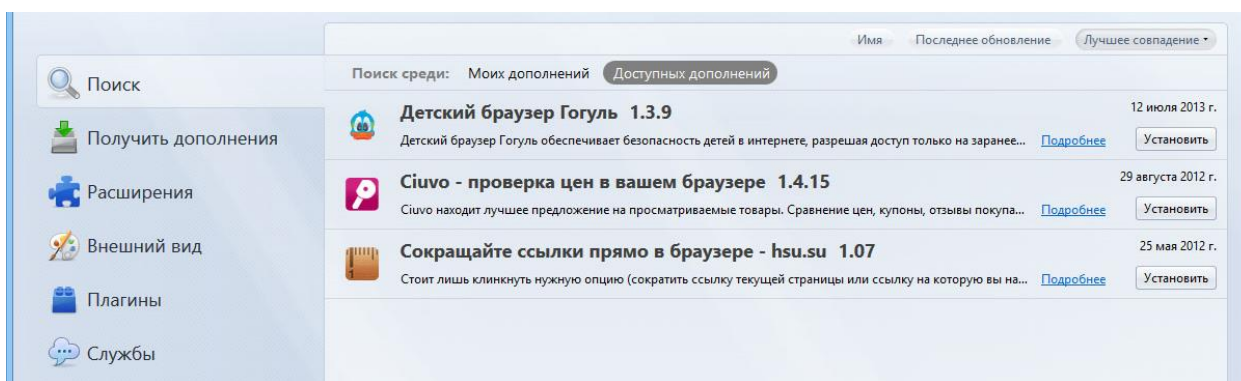 Имя Последнее обновление Лучшее совпадение
Поиск
Поиск среди: Моих дополнений Доступных дополнений
Получить дополнения
Расширения
Внешний вид
Плагины
Службы
Детский браузер Гогуль 1.3.9 12 июля 2013 г.
Детский браузер Гогуль обеспечивает безопасность детей в интернете, разрешая доступ только на заранее... Подробнее Установить
Ciuvo - проверка цен в вашем браузере 1.4.15 29 августа 2012 г.
Ciuvo находит лучшее предложение на просматриваемые товары. Сравнение цен, купоны, отзывы покупа... Подробнее Установить
Сокращайте ссылки прямо в браузере - hsu.su 1.07 25 мая 2012 г.
Стоит лишь кликнуть нужную опцию (сократить ссылку текущей страницы или ссылку на которую вы на... Подробнее Установить